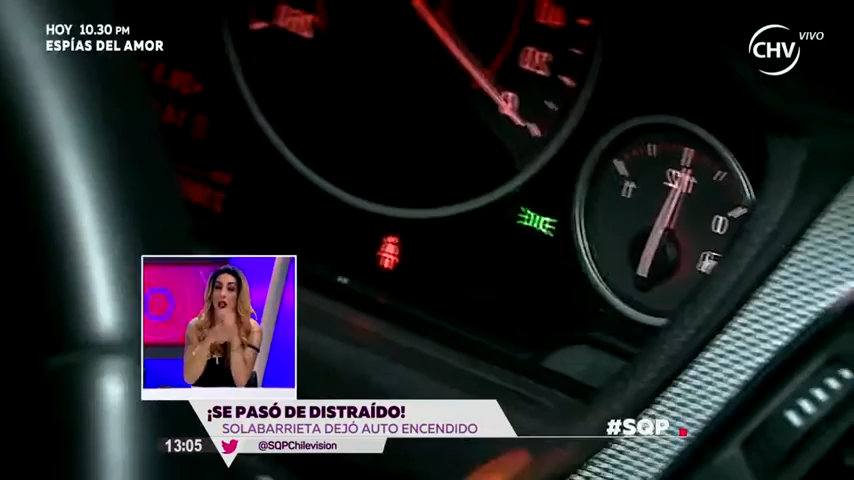 HOY 10.30 PM
ESPÍAS DEL AMOR
CHV VIVO
¡SE PASÓ DE DISTRAÍDO!
SOLABARRIETA DEJÓ AUTO ENCENDIDO
#SQP
13:05
@SQPChilevision